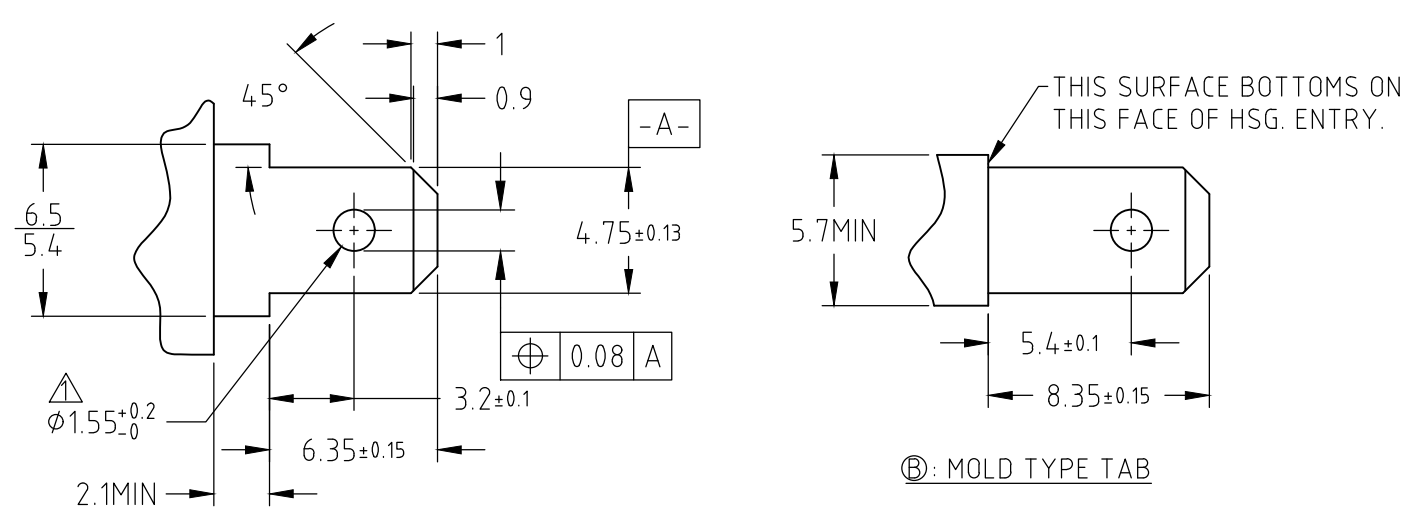 1
45°
0.9
-A-
6.5
5.4
4.75±0.13
⌖ 0.08 A
1
⌀1.55 +0.2 -0
3.2±0.1
6.35±0.15
2.1MIN
THIS SURFACE BOTTOMS ON
THIS FACE OF HSG. ENTRY.
5.7MIN
5.4±0.1
8.35±0.15
Ⓑ: MOLD TYPE TAB